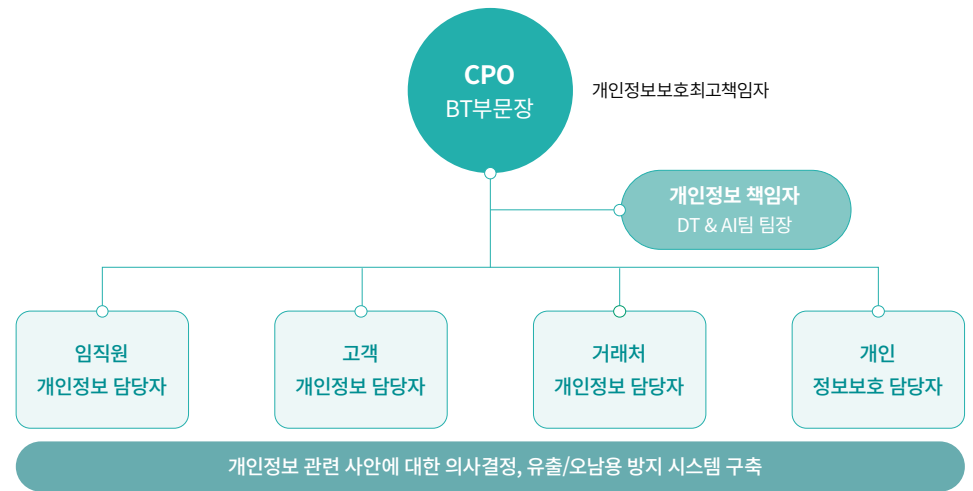 CPO
BT부문장
개인정보보호최고책임자
개인정보 책임자
DT & AI팀 팀장
임직원
개인정보 담당자
고객
개인정보 담당자
거래처
개인정보 담당자
개인
정보보호 담당자
개인정보 관련 사안에 대한 의사결정, 유출/오남용 방지 시스템 구축